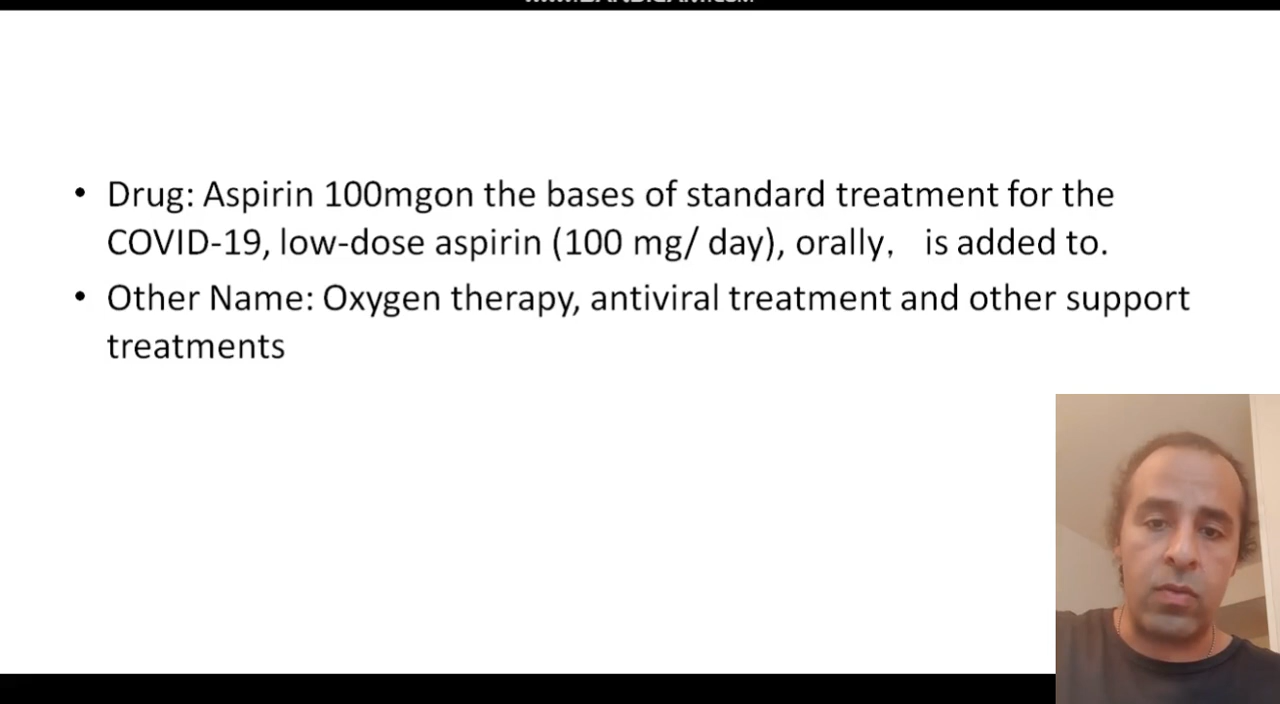 • Drug: Aspirin 100mgon the bases of standard treatment for the
COVID-19, low-dose aspirin (100 mg/ day), orally， is added to.
• Other Name: Oxygen therapy, antiviral treatment and other support
treatments